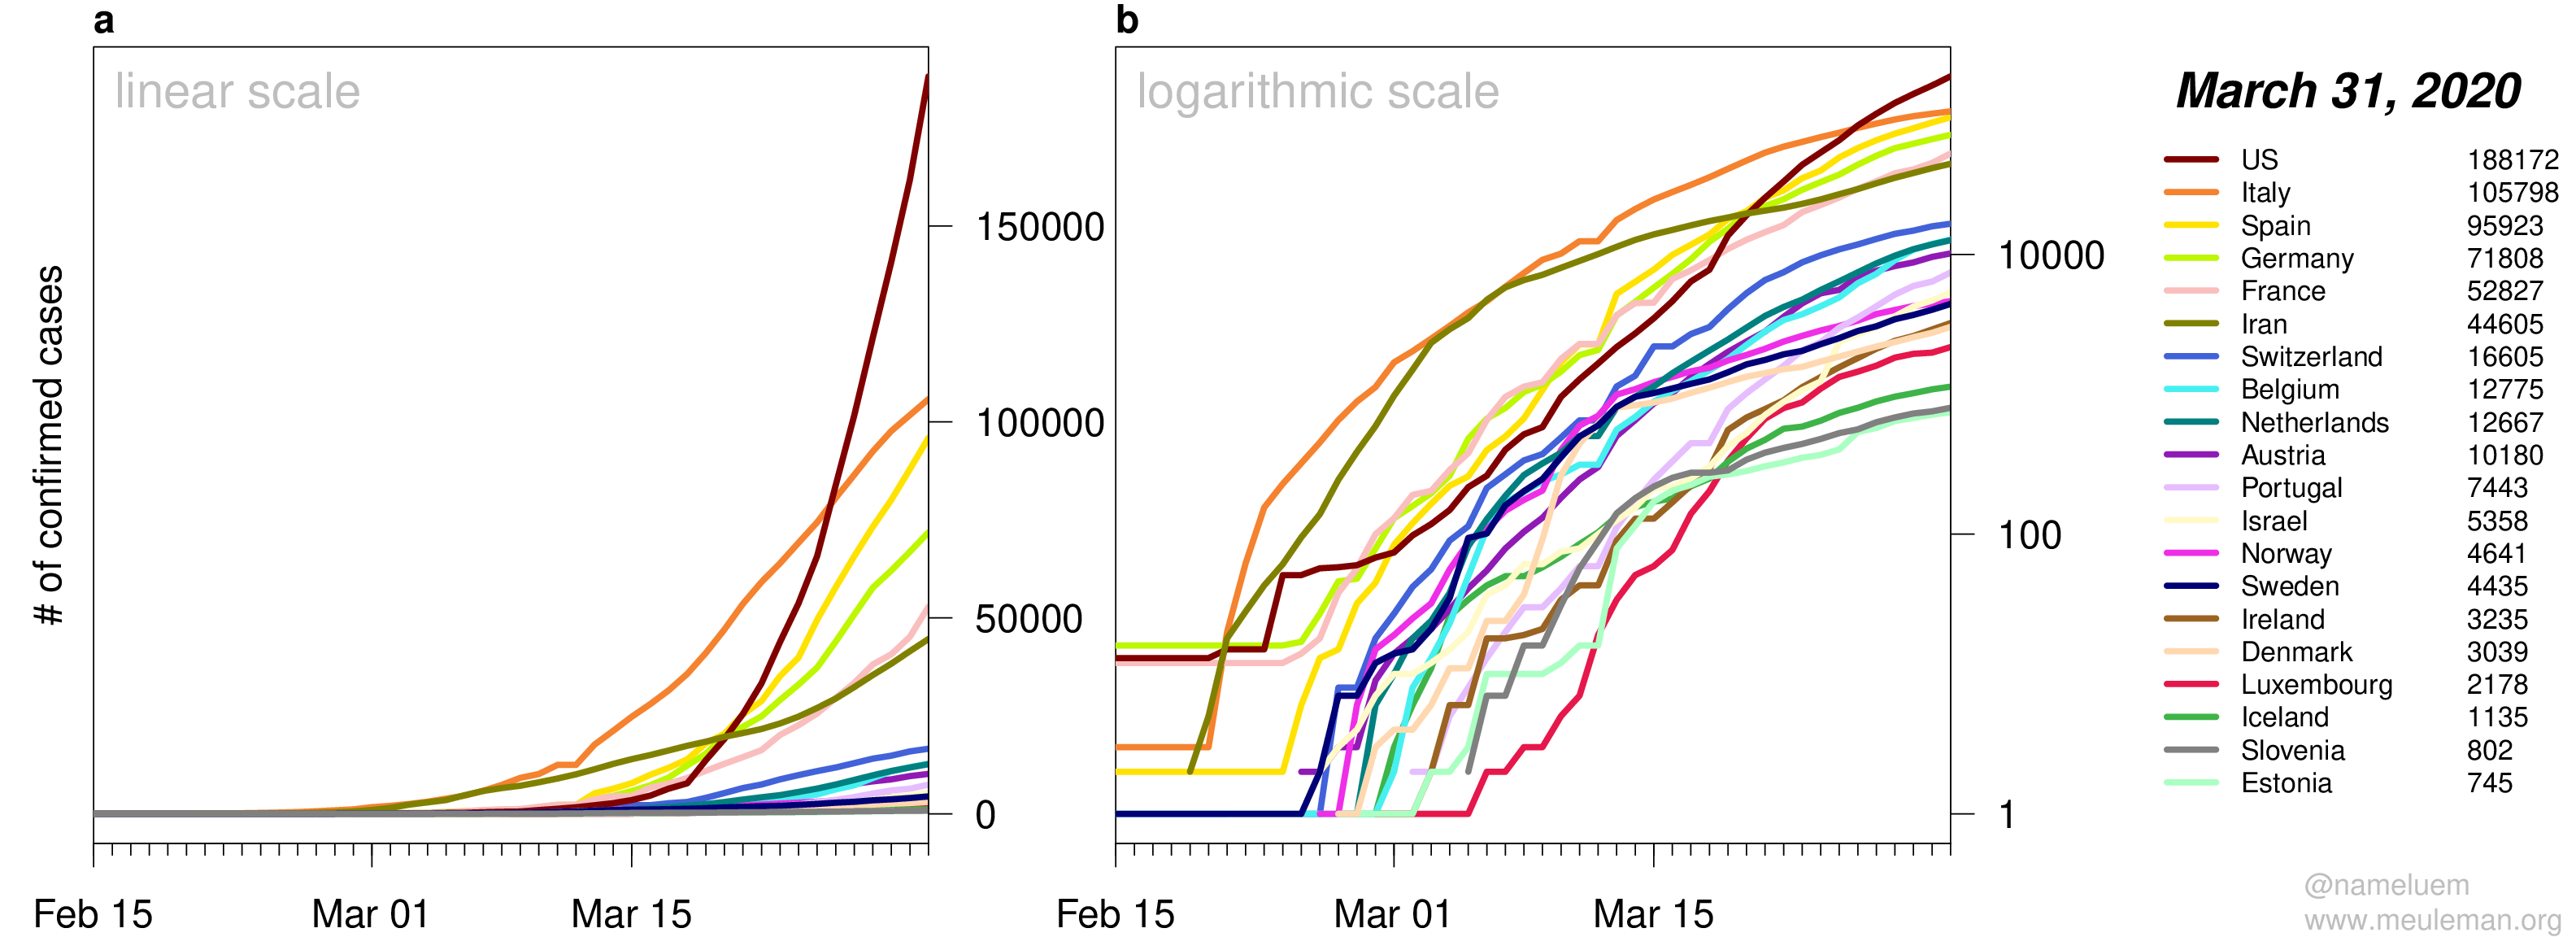 a
linear scale
# of confirmed cases
150000
100000
50000
0
Feb 15 Mar 01 Mar 15
b
logarithmic scale
10000
100
1
Feb 15 Mar 01 Mar 15
March 31, 2020
US 188172
Italy 105798
Spain 95923
Germany 71808
France 52827
Iran 44605
Switzerland 16605
Belgium 12775
Netherlands 12667
Austria 10180
Portugal 7443
Israel 5358
Norway 4641
Sweden 4435
Ireland 3235
Denmark 3039
Luxembourg 2178
Iceland 1135
Slovenia 802
Estonia 745
@nameluem
www.meuleman.org